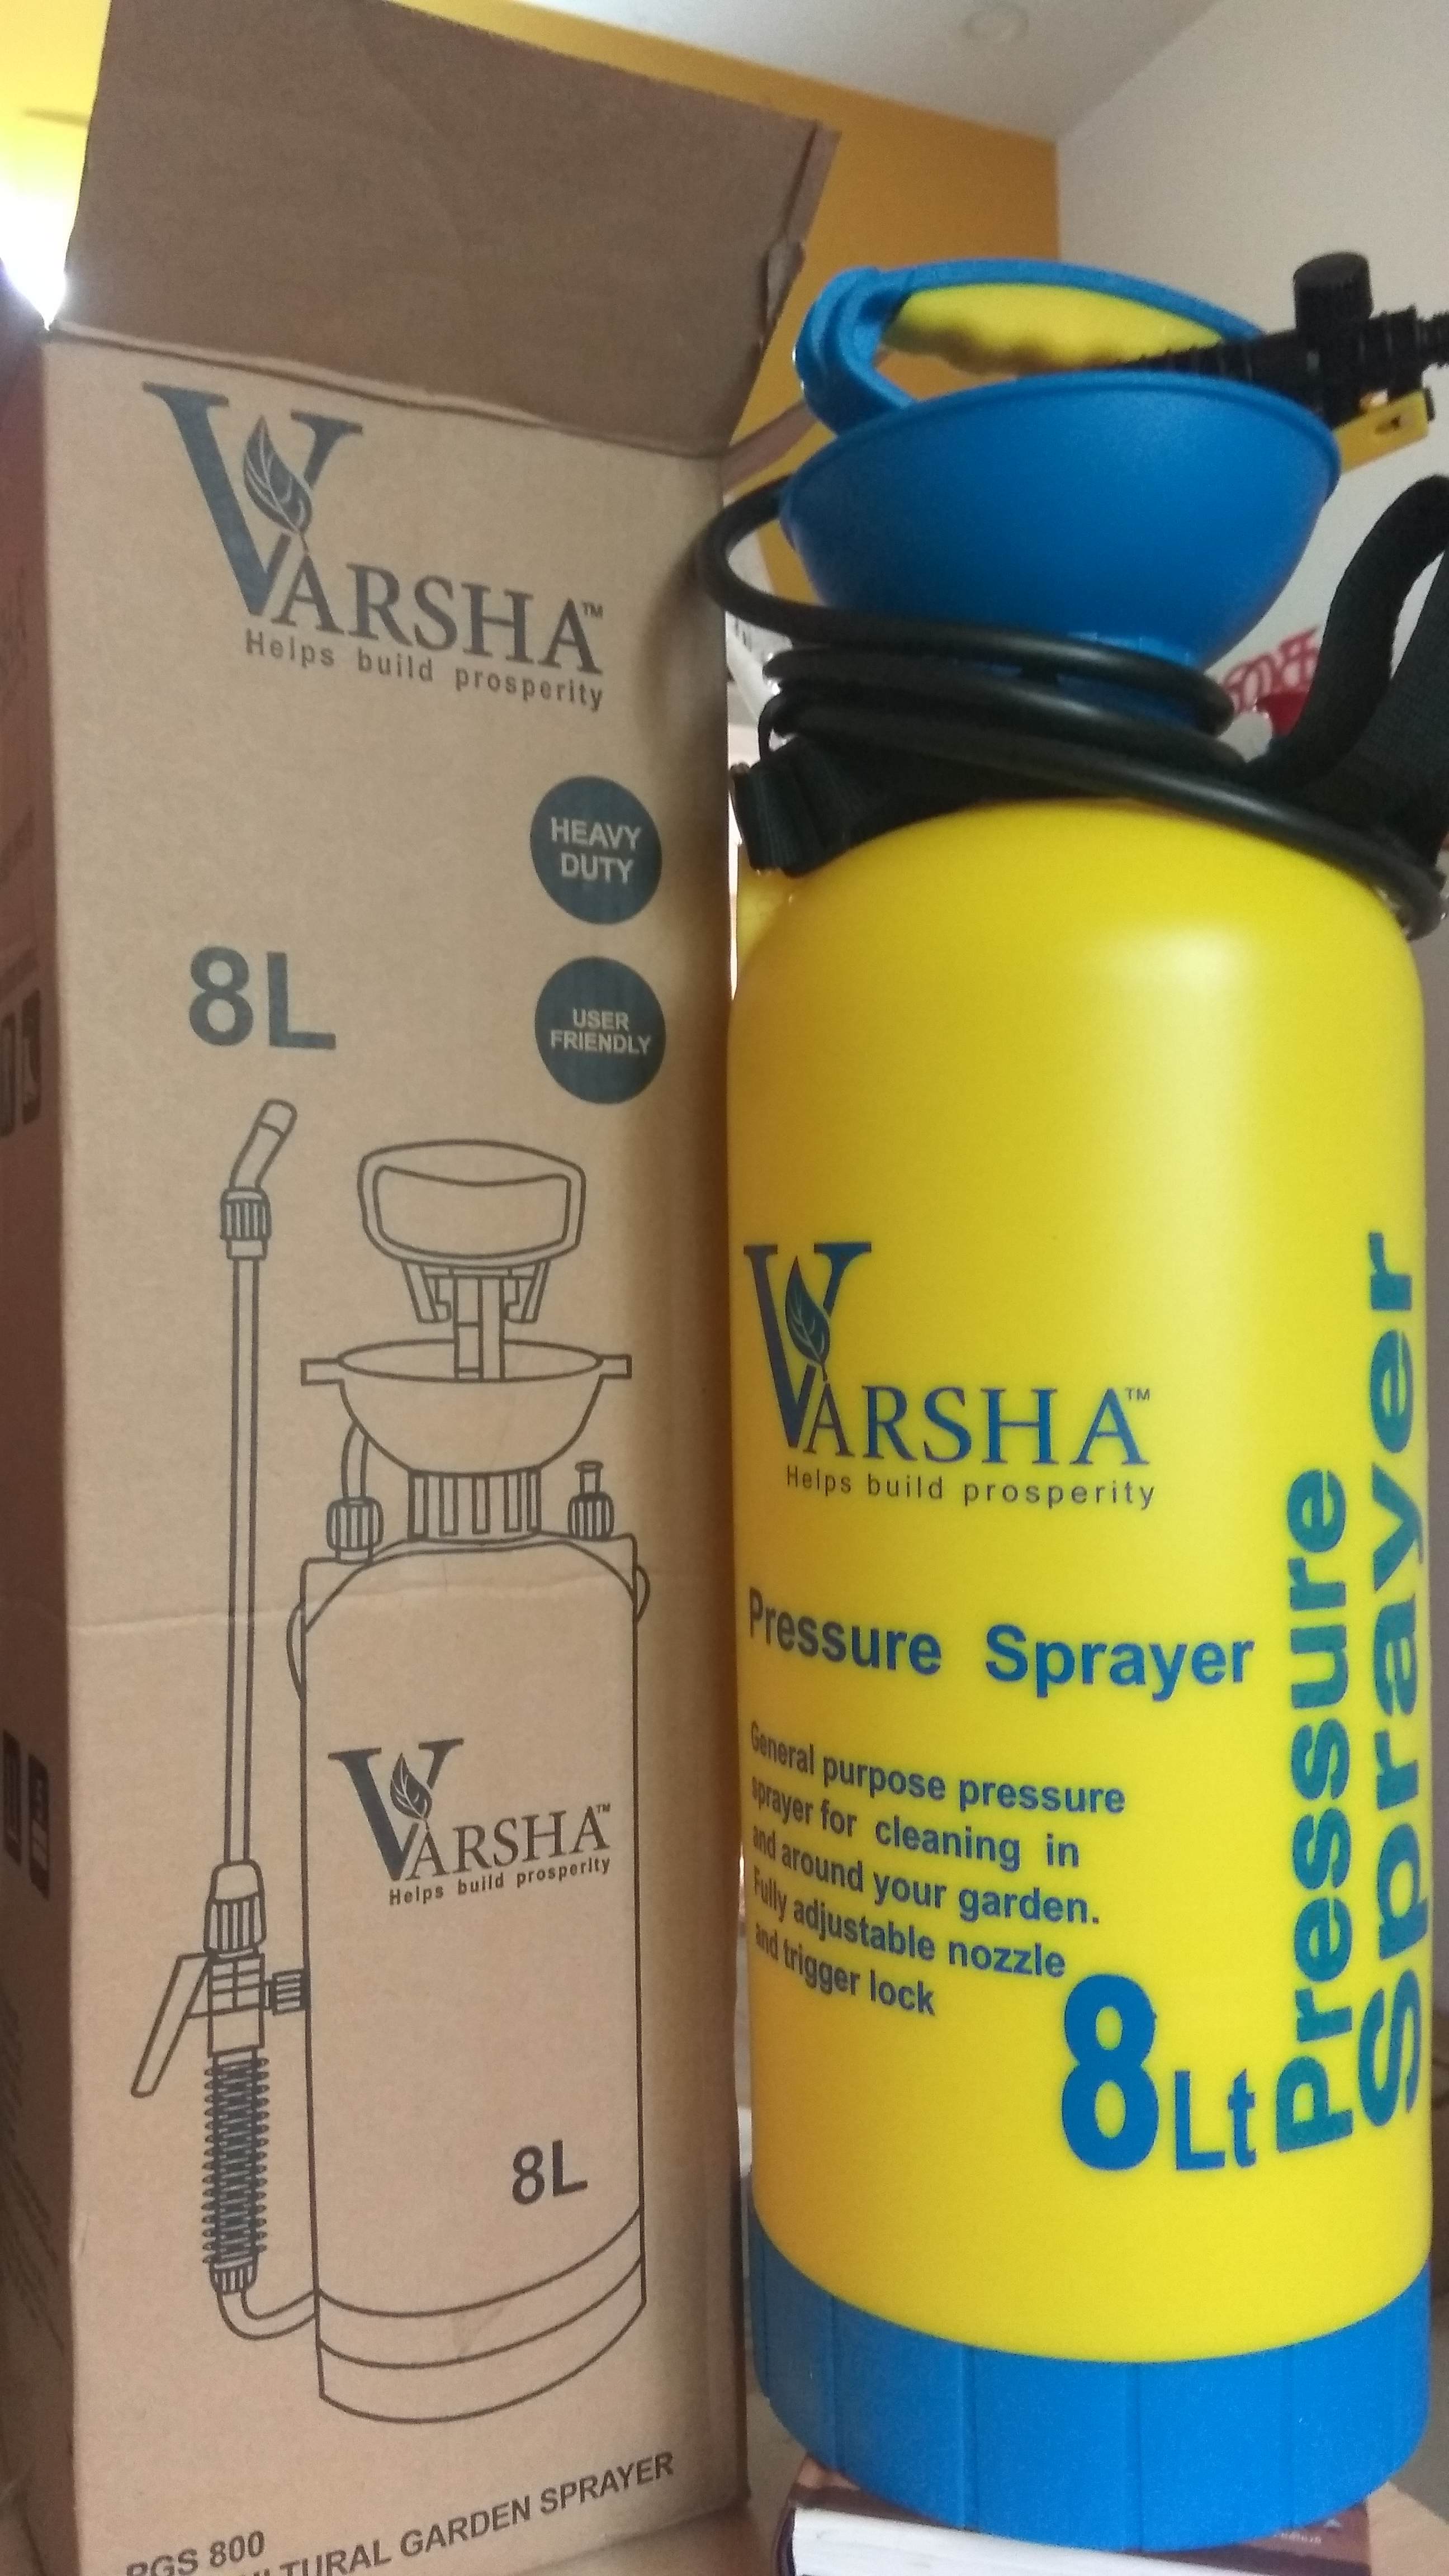 VARSHA™
Helps build prosperity
HEAVY
DUTY
8L
USER
FRIENDLY
VARSHA™
Helps build prosperity
8L
800
GARDEN SPRAYER
VARSHA™
Helps build prosperity
Pressure Sprayer
General purpose pressure
sprayer for cleaning in
and around your garden.
Fully adjustable nozzle
and trigger lock
8Lt
Pressure
Sprayer
கை